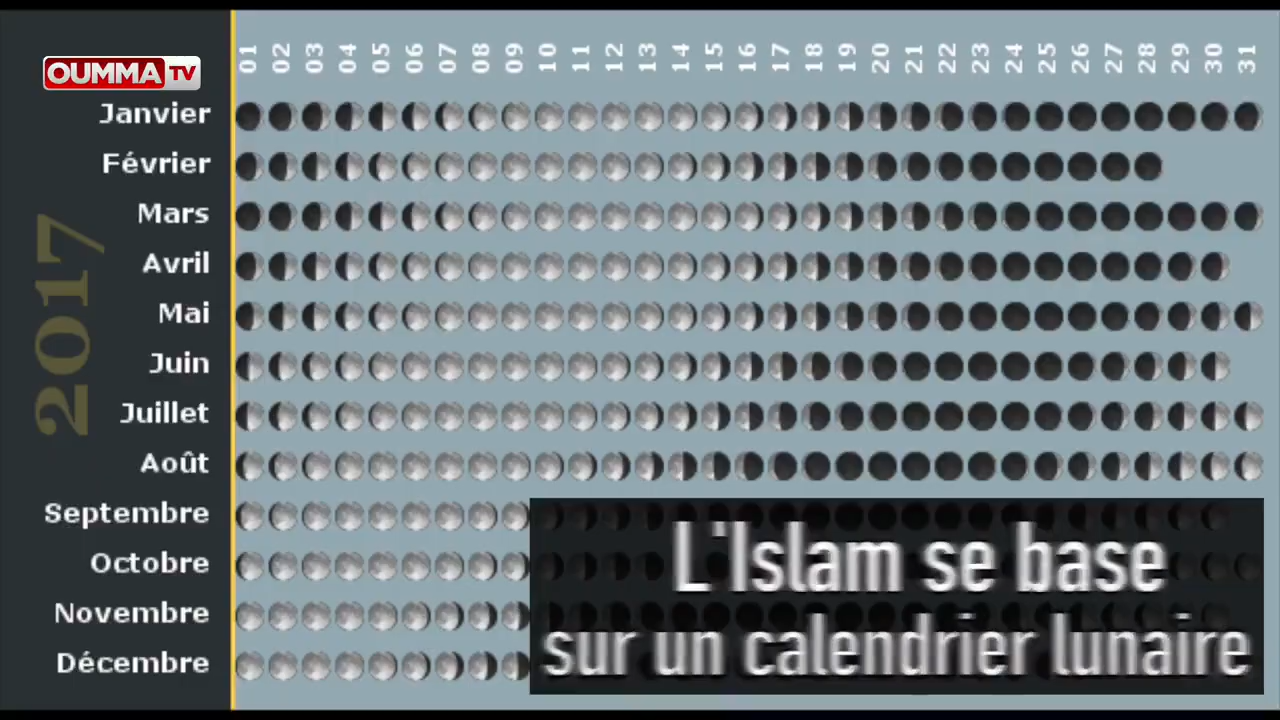 OUMMA TV
01 02 03 04 05 06 07 08 09 10 11 12 13 14 15 16 17 18 19 20 21 22 23 24 25 26 27 28 29 30 31
2017
Janvier
Février
Mars
Avril
Mai
Juin
Juillet
Août
Septembre
Octobre
Novembre
Décembre
L'Islam se base
sur un calendrier lunaire